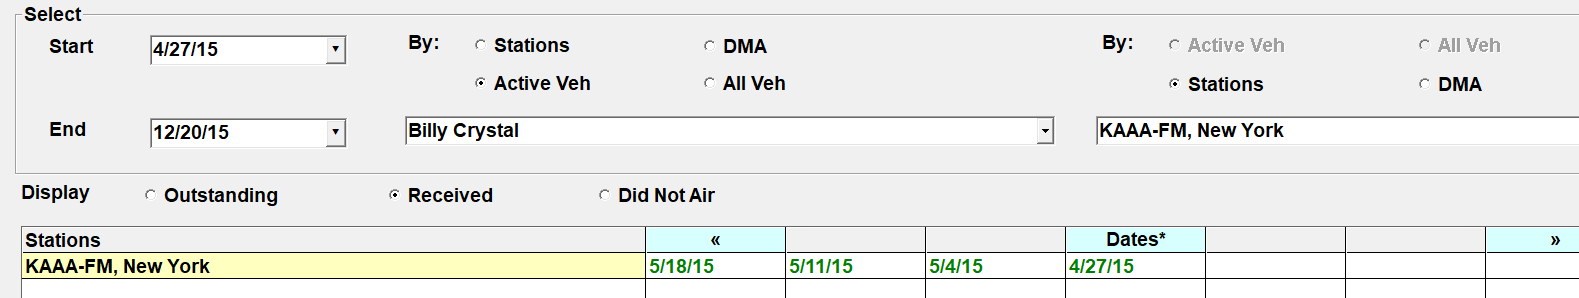 Select
Start 4/27/15 By: Stations DMA By: Active Veh All Veh
Active Veh All Veh Stations DMA
End 12/20/15 Billy Crystal KAAA-FM, New York
Display Outstanding Received Did Not Air
Stations « Dates* »
KAAA-FM, New York 5/18/15 5/11/15 5/4/15 4/27/15